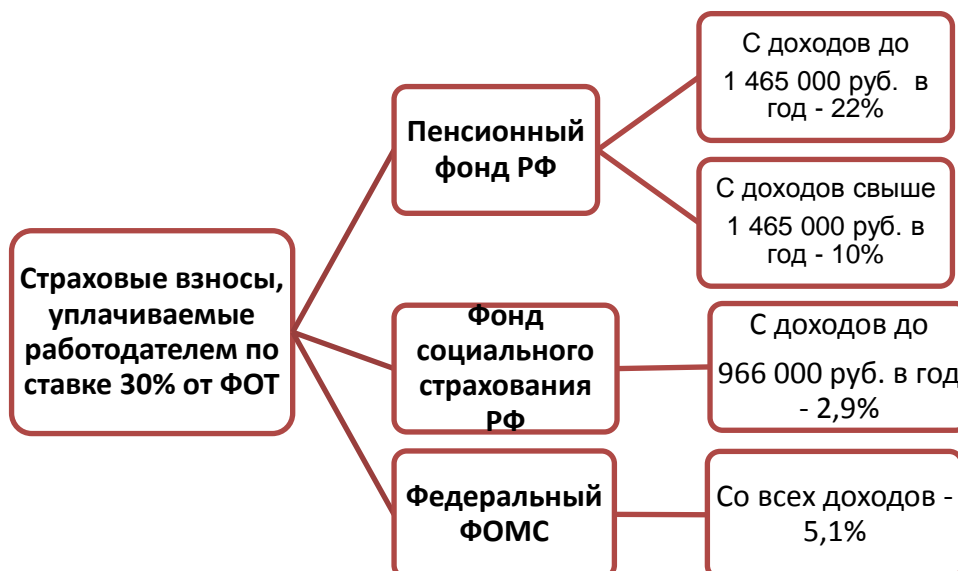 Страховые взносы,
уплачиваемые
работодателем по
ставке 30% от ФОТ
Пенсионный
фонд РФ
С доходов до
1 465 000 руб. в
год - 22%
С доходов свыше
1 465 000 руб. в
год - 10%
Фонд
социального
страхования
РФ
С доходов до
966 000 руб. в год
- 2,9%
Федеральный
ФОМС
Со всех доходов -
5,1%